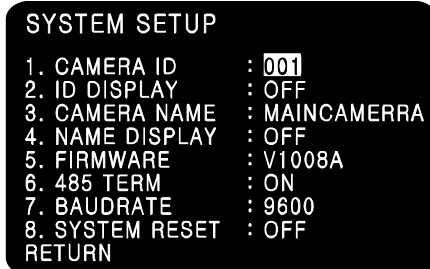 SYSTEM SETUP
1. CAMERA ID : 001
2. ID DISPLAY : OFF
3. CAMERA NAME : MAINCAMERRA
4. NAME DISPLAY : OFF
5. FIRMWARE : V1008A
6. 485 TERM : ON
7. BAUDRATE : 9600
8. SYSTEM RESET : OFF
RETURN